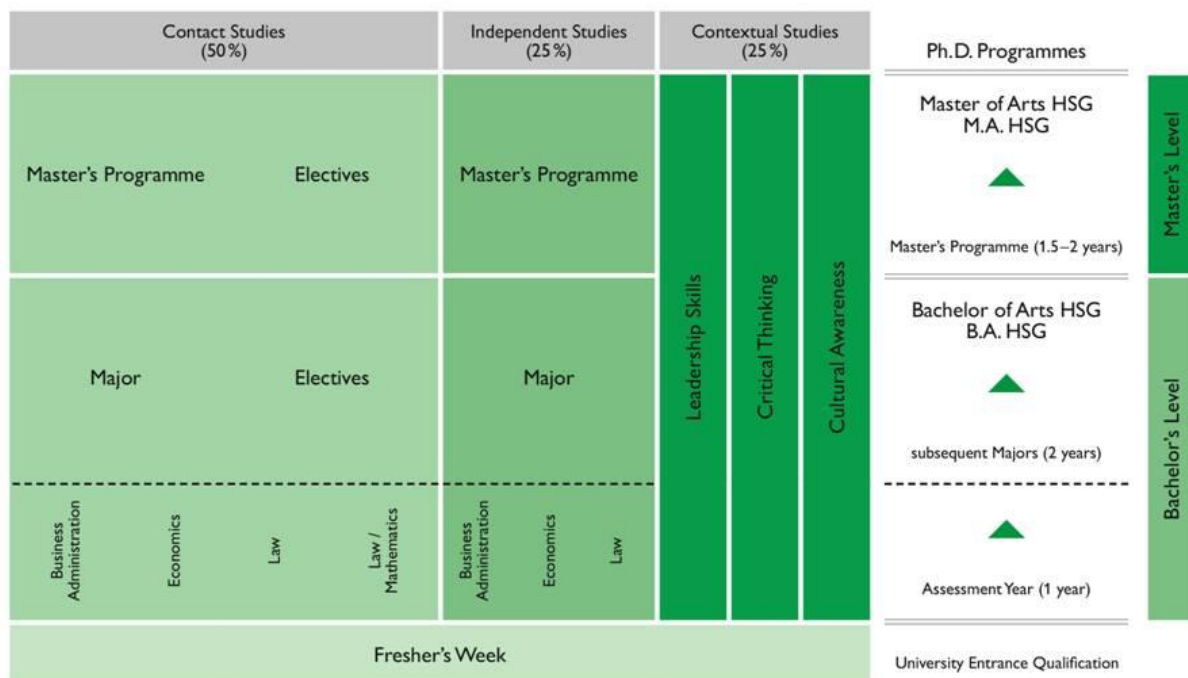 Contact Studies
(50%)
Independent Studies
(25%)
Contextual Studies
(25%)
Ph.D. Programmes
Master's Programme
Electives
Master's Programme
Master of Arts HSG
M.A. HSG
Master's Programme (1.5–2 years)
Master's Level
Major
Electives
Major
Leadership Skills
Critical Thinking
Cultural Awareness
Bachelor of Arts HSG
B.A. HSG
subsequent Majors (2 years)
Bachelor's Level
Business
Administration
Economics
Law
Law /
Mathematics
Business
Administration
Economics
Law
Assessment Year (1 year)
Fresher's Week
University Entrance Qualification